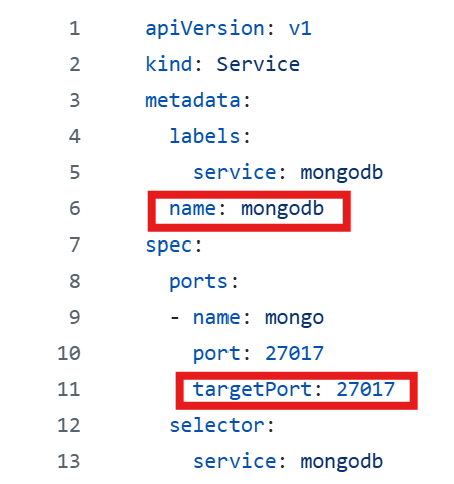 1 apiVersion: v1
2 kind: Service
3 metadata:
4   labels:
5     service: mongodb
6   name: mongodb
7 spec:
8   ports:
9   - name: mongo
10     port: 27017
11     targetPort: 27017
12   selector:
13     service: mongodb